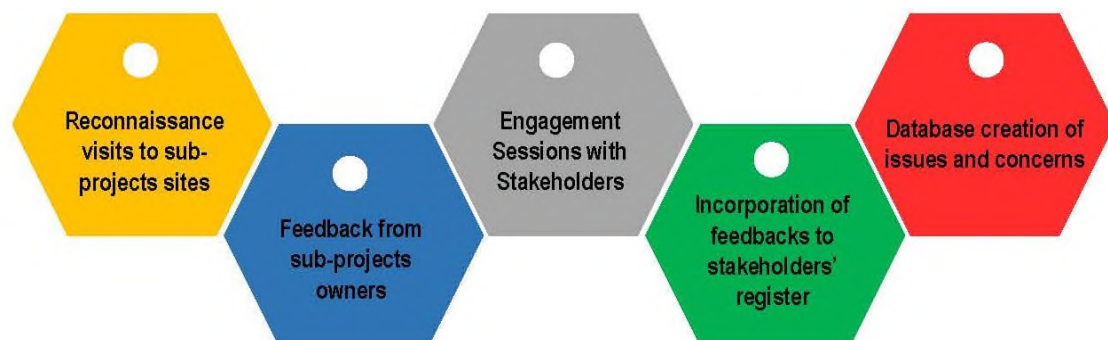 Reconnaissance
visits to sub-
projects sites
Feedback from
sub-projects
owners
Engagement
Sessions with
Stakeholders
Incorporation of
feedbacks to
stakeholders’
register
Database creation of
issues and concerns